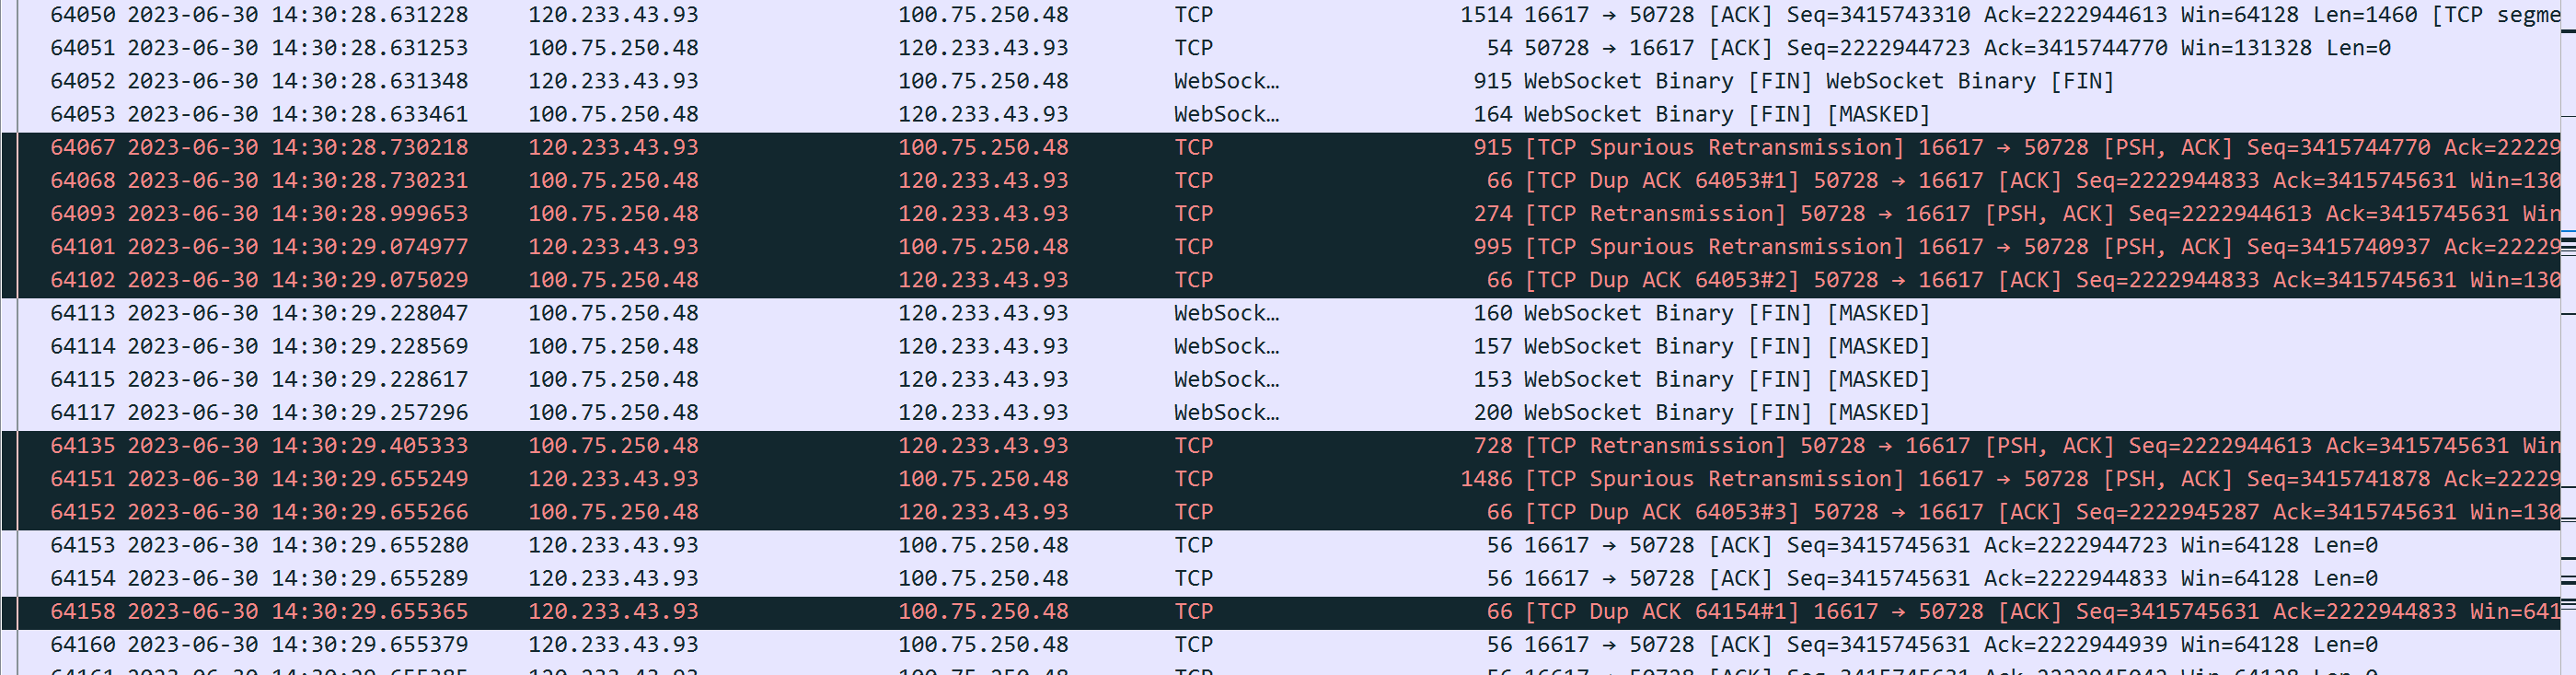 64050 2023-06-30 14:30:28.631228 120.233.43.93 100.75.250.48 TCP 1514 16617 → 50728 [ACK] Seq=3415743310 Ack=2222944613 Win=64128 Len=1460 [TCP segme
64051 2023-06-30 14:30:28.631253 100.75.250.48 120.233.43.93 TCP 54 50728 → 16617 [ACK] Seq=2222944723 Ack=3415744770 Win=131328 Len=0
64052 2023-06-30 14:30:28.631348 120.233.43.93 100.75.250.48 WebSock… 915 WebSocket Binary [FIN] WebSocket Binary [FIN]
64053 2023-06-30 14:30:28.633461 100.75.250.48 120.233.43.93 WebSock… 164 WebSocket Binary [FIN] [MASKED]
64067 2023-06-30 14:30:28.730218 120.233.43.93 100.75.250.48 TCP 915 [TCP Spurious Retransmission] 16617 → 50728 [PSH, ACK] Seq=3415744770 Ack=22229
64068 2023-06-30 14:30:28.730231 100.75.250.48 120.233.43.93 TCP 66 [TCP Dup ACK 64053#1] 50728 → 16617 [ACK] Seq=2222944833 Ack=3415745631 Win=130
64093 2023-06-30 14:30:28.999653 100.75.250.48 120.233.43.93 TCP 274 [TCP Retransmission] 50728 → 16617 [PSH, ACK] Seq=2222944613 Ack=3415745631 Win
64101 2023-06-30 14:30:29.074977 120.233.43.93 100.75.250.48 TCP 995 [TCP Spurious Retransmission] 16617 → 50728 [PSH, ACK] Seq=3415740937 Ack=22229
64102 2023-06-30 14:30:29.075029 100.75.250.48 120.233.43.93 TCP 66 [TCP Dup ACK 64053#2] 50728 → 16617 [ACK] Seq=2222944833 Ack=3415745631 Win=130
64113 2023-06-30 14:30:29.228047 100.75.250.48 120.233.43.93 WebSock… 160 WebSocket Binary [FIN] [MASKED]
64114 2023-06-30 14:30:29.228569 100.75.250.48 120.233.43.93 WebSock… 157 WebSocket Binary [FIN] [MASKED]
64115 2023-06-30 14:30:29.228617 100.75.250.48 120.233.43.93 WebSock… 153 WebSocket Binary [FIN] [MASKED]
64117 2023-06-30 14:30:29.257296 100.75.250.48 120.233.43.93 WebSock… 200 WebSocket Binary [FIN] [MASKED]
64135 2023-06-30 14:30:29.405333 100.75.250.48 120.233.43.93 TCP 728 [TCP Retransmission] 50728 → 16617 [PSH, ACK] Seq=2222944613 Ack=3415745631 Win
64151 2023-06-30 14:30:29.655249 120.233.43.93 100.75.250.48 TCP 1486 [TCP Spurious Retransmission] 16617 → 50728 [PSH, ACK] Seq=3415741878 Ack=22229
64152 2023-06-30 14:30:29.655266 100.75.250.48 120.233.43.93 TCP 66 [TCP Dup ACK 64053#3] 50728 → 16617 [ACK] Seq=2222945287 Ack=3415745631 Win=130
64153 2023-06-30 14:30:29.655280 120.233.43.93 100.75.250.48 TCP 56 16617 → 50728 [ACK] Seq=3415745631 Ack=2222944723 Win=64128 Len=0
64154 2023-06-30 14:30:29.655289 120.233.43.93 100.75.250.48 TCP 56 16617 → 50728 [ACK] Seq=3415745631 Ack=2222944833 Win=64128 Len=0
64158 2023-06-30 14:30:29.655365 120.233.43.93 100.75.250.48 TCP 66 [TCP Dup ACK 64154#1] 16617 → 50728 [ACK] Seq=3415745631 Ack=2222944833 Win=641
64160 2023-06-30 14:30:29.655379 120.233.43.93 100.75.250.48 TCP 56 16617 → 50728 [ACK] Seq=3415745631 Ack=2222944939 Win=64128 Len=0